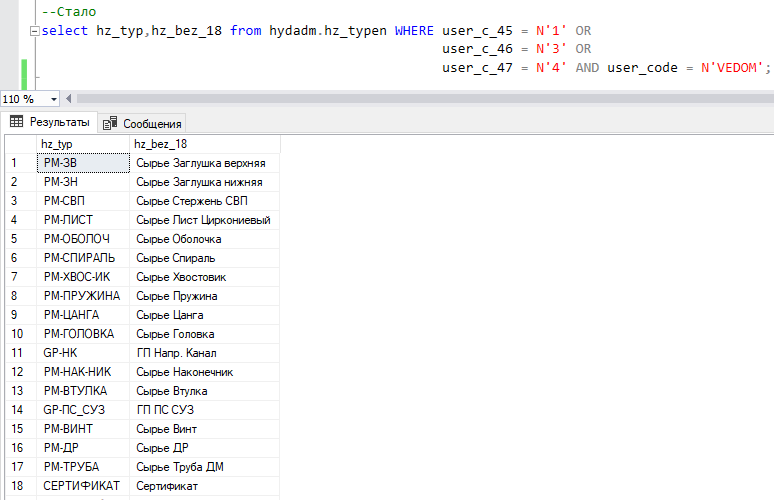 --Стало
select hz_typ,hz_bez_18 from hydadm.hz_typen WHERE user_c_45 = N'1' OR
user_c_46 = N'3' OR
user_c_47 = N'4' AND user_code = N'VEDOM';
110 %
Результаты Сообщения
hz_typ hz_bez_18
1 РМ-ЗВ Сырье Заглушка верхняя
2 РМ-ЗН Сырье Заглушка нижняя
3 РМ-СВП Сырье Стержень СВП
4 РМ-ЛИСТ Сырье Лист Циркониевый
5 РМ-ОБОЛОЧ Сырье Оболочка
6 РМ-СПИРАЛЬ Сырье Спираль
7 РМ-ХВОС-ИК Сырье Хвостовик
8 РМ-ПРУЖИНА Сырье Пружина
9 РМ-ЦАНГА Сырье Цанга
10 РМ-ГОЛОВКА Сырье Головка
11 GP-НК ГП Напр. Канал
12 РМ-НАК-НИК Сырье Наконечник
13 РМ-ВТУЛКА Сырье Втулка
14 GP-ПС_СУЗ ГП ПС СУЗ
15 РМ-ВИНТ Сырье Винт
16 РМ-ДР Сырье ДР
17 РМ-ТРУБА Сырье Труба ДМ
18 СЕРТИФИКАТ Сертификат